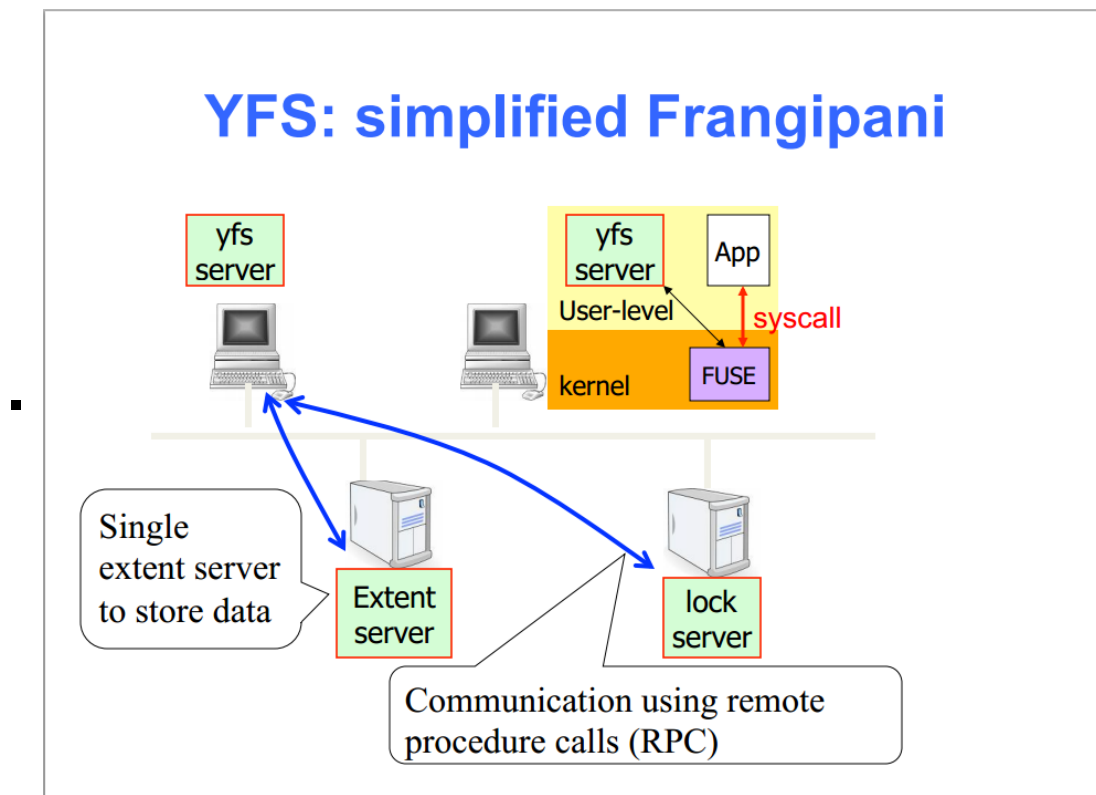 YFS: simplified Frangipani
yfs
server
yfs
server
App
User-level
syscall
kernel
FUSE
Single
extent server
to store data
Extent
server
lock
server
Communication using remote
procedure calls (RPC)